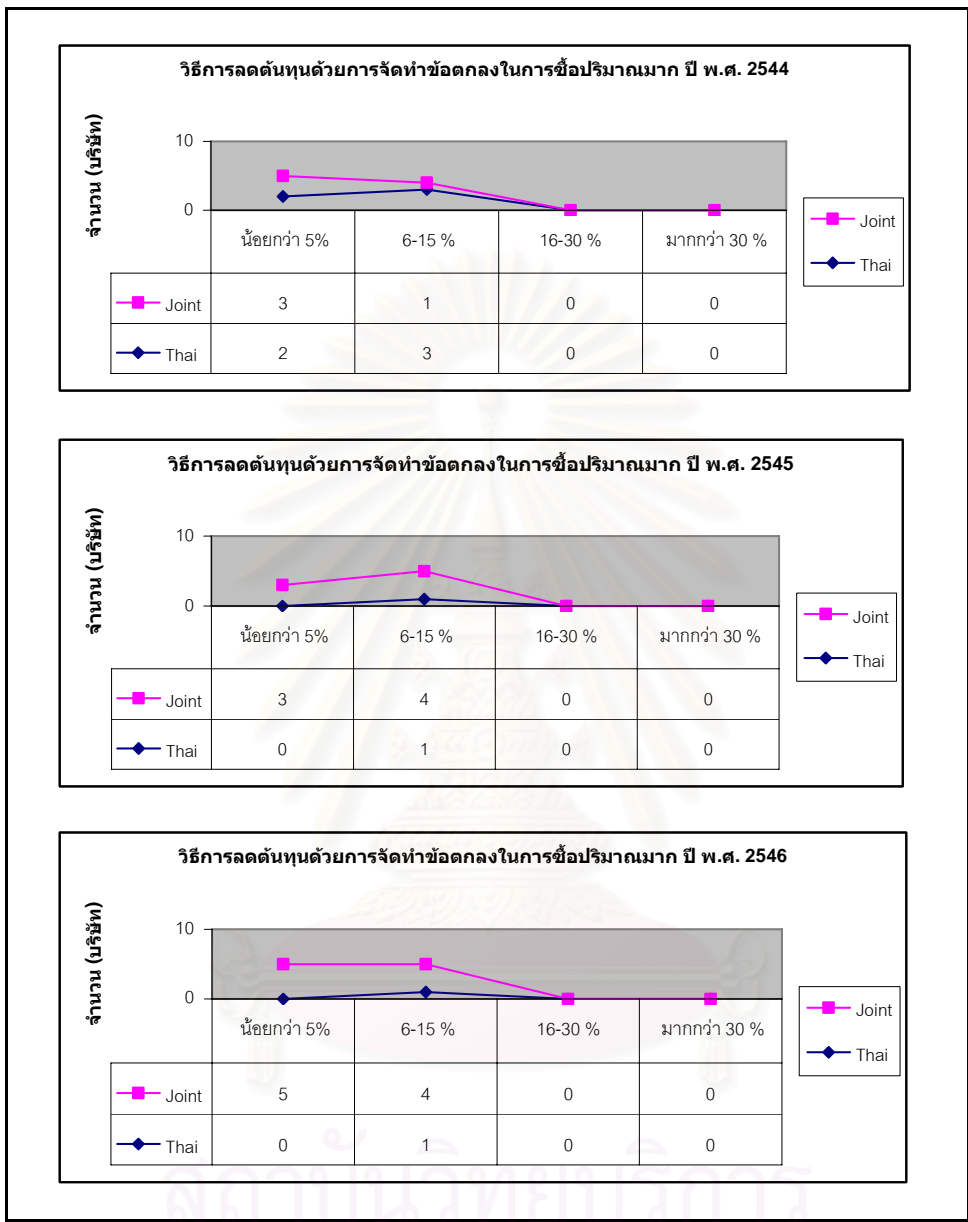 วิธีการลดต้นทุนด้วยการจัดทำข้อตกลงในการซื้อปริมาณมาก ปี พ.ศ. 2544
จำนวน (บริษัท)
10
0
น้อยกว่า 5% 6-15 % 16-30 % มากกว่า 30 %
Joint 3 1 0 0
Thai 2 3 0 0
Joint
Thai
วิธีการลดต้นทุนด้วยการจัดทำข้อตกลงในการซื้อปริมาณมาก ปี พ.ศ. 2545
จำนวน (บริษัท)
10
0
น้อยกว่า 5% 6-15 % 16-30 % มากกว่า 30 %
Joint 3 4 0 0
Thai 0 1 0 0
Joint
Thai
วิธีการลดต้นทุนด้วยการจัดทำข้อตกลงในการซื้อปริมาณมาก ปี พ.ศ. 2546
จำนวน (บริษัท)
10
0
น้อยกว่า 5% 6-15 % 16-30 % มากกว่า 30 %
Joint 5 4 0 0
Thai 0 1 0 0
Joint
Thai
สถาบันวิทยบริการ